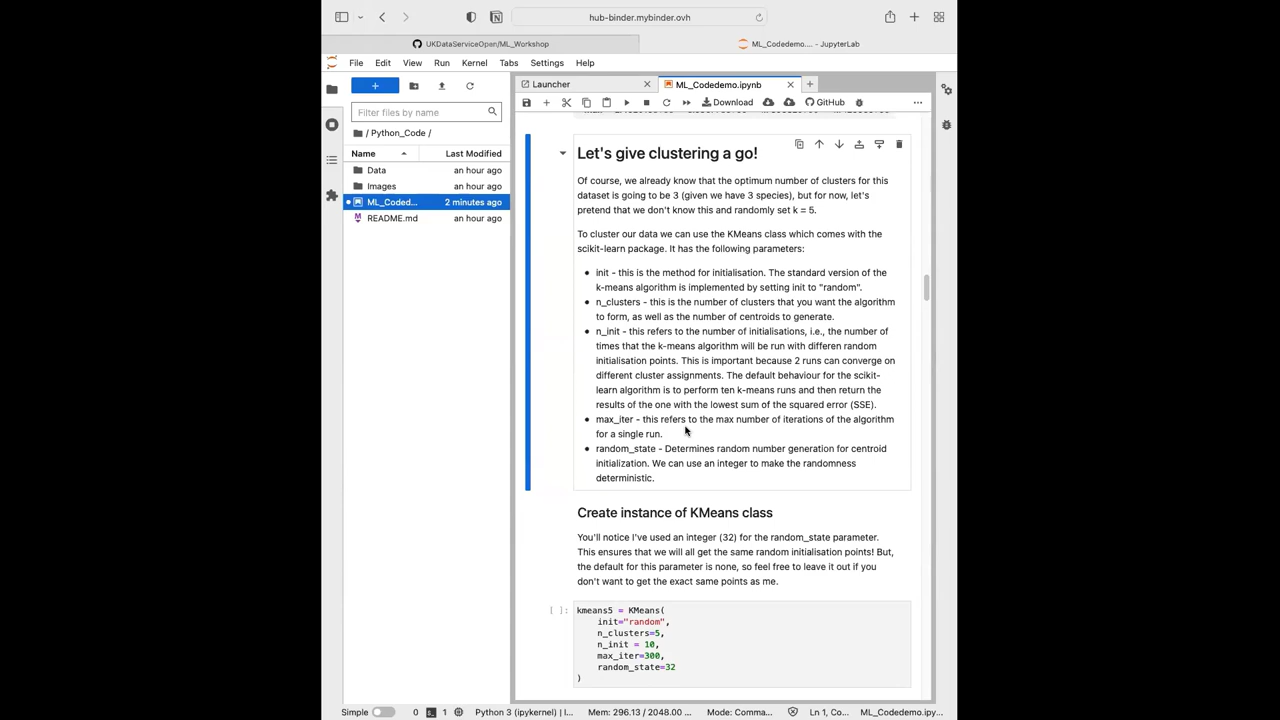 hub-binder.mybinder.ovh
UKDataServiceOpen/ML_Workshop
ML_Codedemo.... - JupyterLab
File Edit View Run Kernel Tabs Settings Help
Launcher
ML_Codedemo.ipynb
Download
GitHub
Filter files by name
/ Python_Code /
Name Last Modified
Data an hour ago
Images an hour ago
ML_Coded... 2 minutes ago
README.md an hour ago
Let's give clustering a go!
Of course, we already know that the optimum number of clusters for this
dataset is going to be 3 (given we have 3 species), but for now, let's
pretend that we don't know this and randomly set k = 5.
To cluster our data we can use the KMeans class which comes with the
scikit-learn package. It has the following parameters:
init - this is the method for initialisation. The standard version of the
k-means algorithm is implemented by setting init to "random".
n_clusters - this is the number of clusters that you want the algorithm
to form, as well as the number of centroids to generate.
n_init - this refers to the number of initialisations, i.e., the number of
times that the k-means algorithm will be run with differen random
initialisation points. This is important because 2 runs can converge on
different cluster assignments. The default behaviour for the scikit-
learn algorithm is to perform ten k-means runs and then return the
results of the one with the lowest sum of the squared error (SSE).
max_iter - this refers to the max number of iterations of the algorithm
for a single run.
random_state - Determines random number generation for centroid
initialization. We can use an integer to make the randomness
deterministic.
Create instance of KMeans class
You'll notice I've used an integer (32) for the random_state parameter.
This ensures that we will all get the same random initialisation points! But,
the default for this parameter is none, so feel free to leave it out if you
don't want to get the exact same points as me.
[ ]:
kmeans5 = KMeans(
init="random",
n_clusters=5,
n_init = 10,
max_iter=300,
random_state=32
)
Simple 0 1 Python 3 (ipykernel) | I... Mem: 296.13 / 2048.00 ... Mode: Comma... Ln 1, Co... ML_Codedemo.ipy...